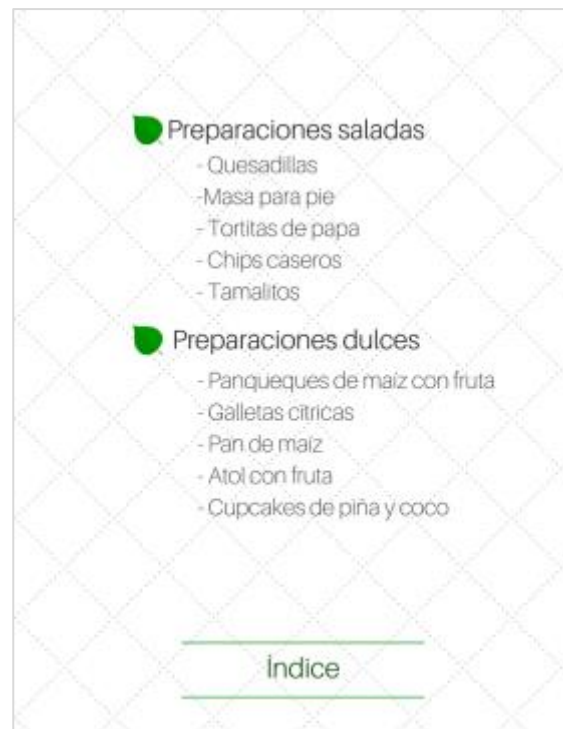 Preparaciones saladas
- Quesadillas
-Masa para pie
- Tortitas de papa
- Chips caseros
- Tamalitos
Preparaciones dulces
- Panqueques de maíz con fruta
- Galletas cítricas
- Pan de maíz
- Atol con fruta
- Cupcakes de piña y coco
Índice